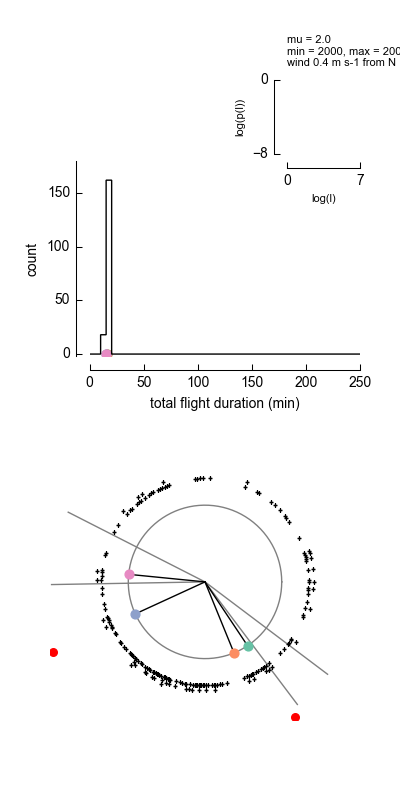 mu = 2.0
min = 2000, max = 200
wind 0.4 m s-1 from N
0
log(p(l))
−8
0 7
log(l)
150
count
100
50
0
0 50 100 150 200 250
total flight duration (min)